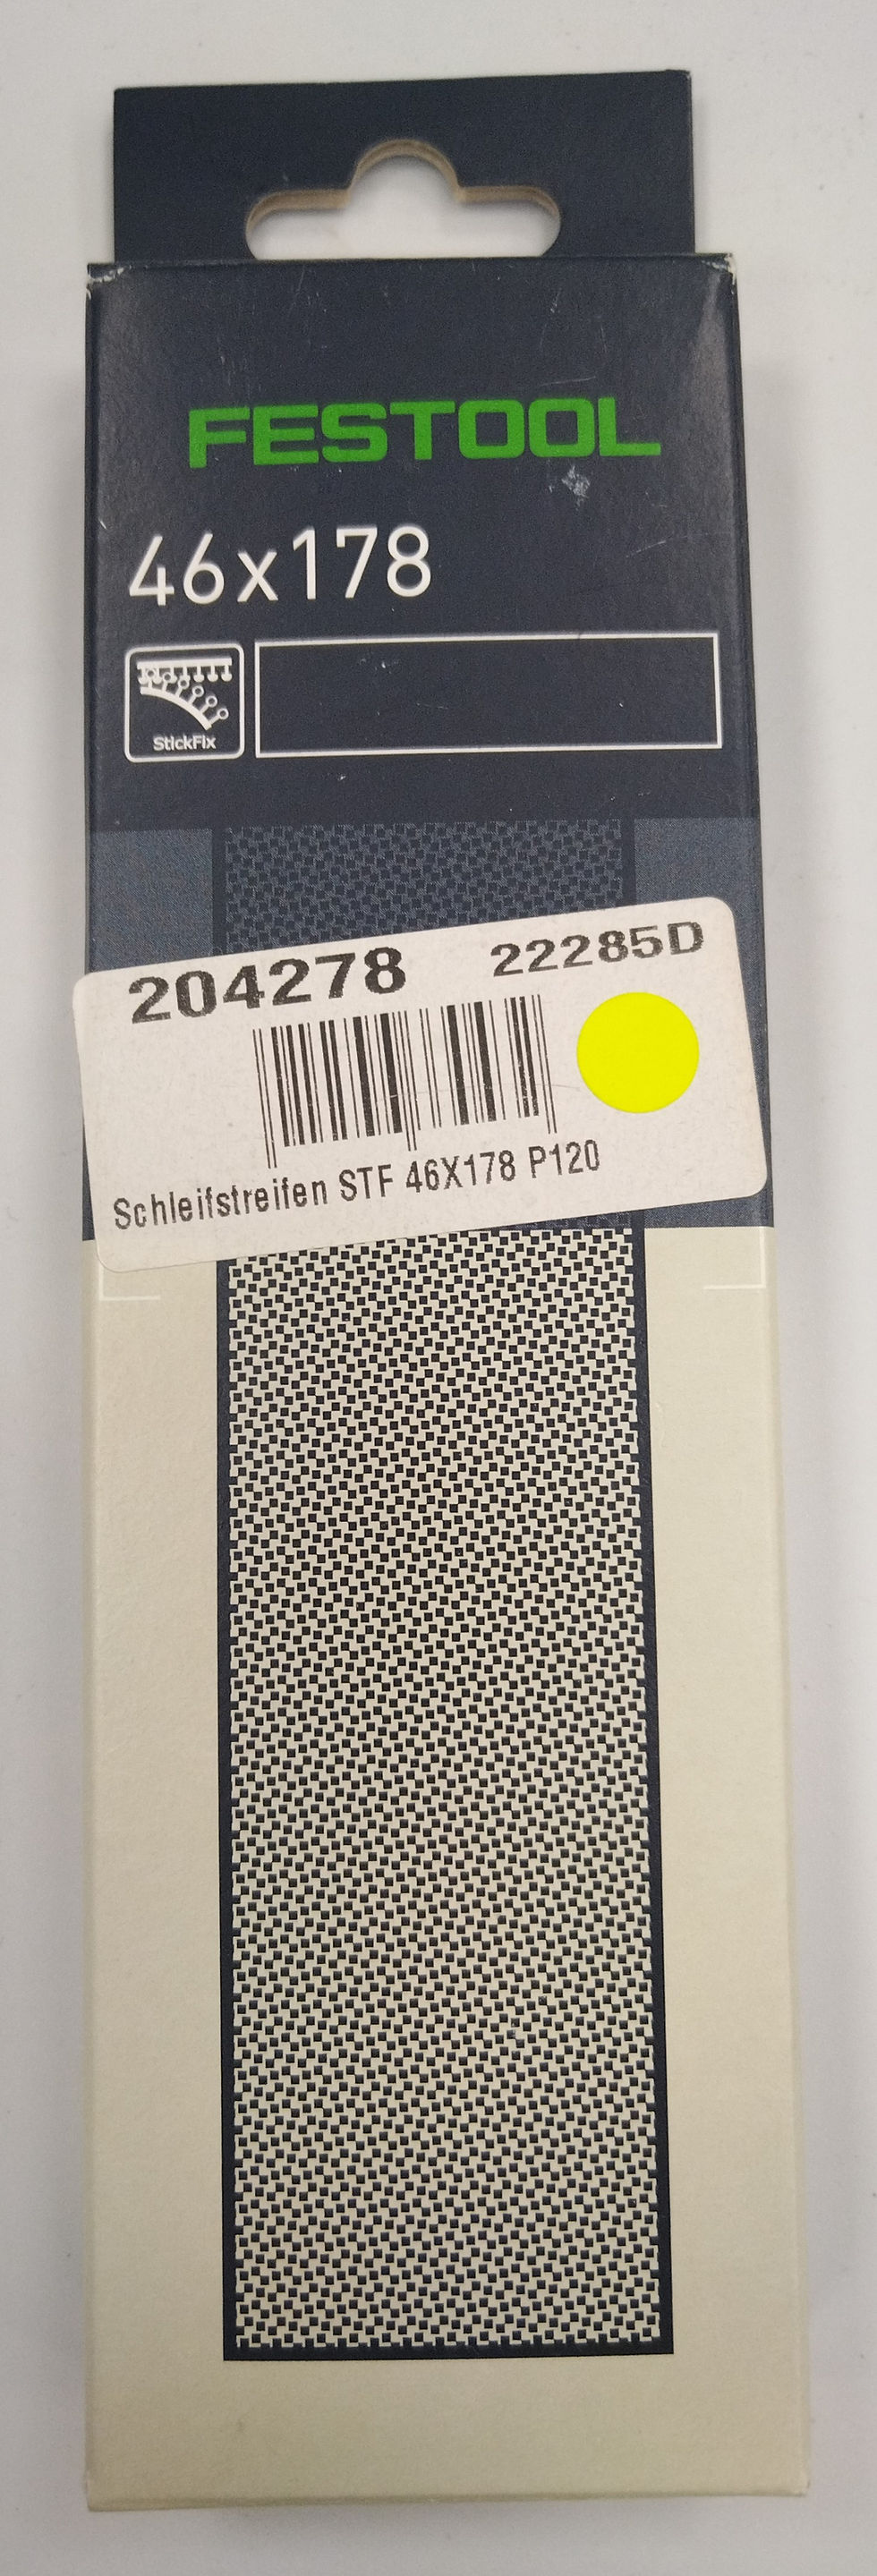 FESTOOL
46x178
StickFix
204278 22285D
Schleifstreifen STF 46X178 P120